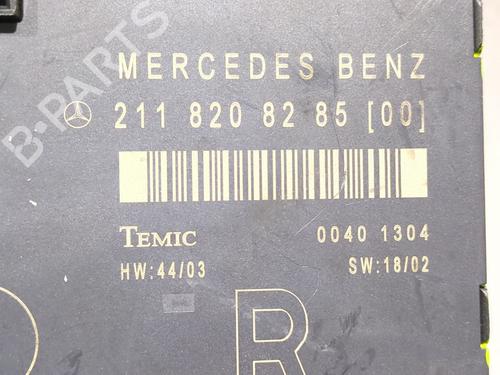 B-PARTS
MERCEDES BENZ
211 820 82 85 [00]
TEMIC 0040 1304
HW:44/03 SW:18/02
R